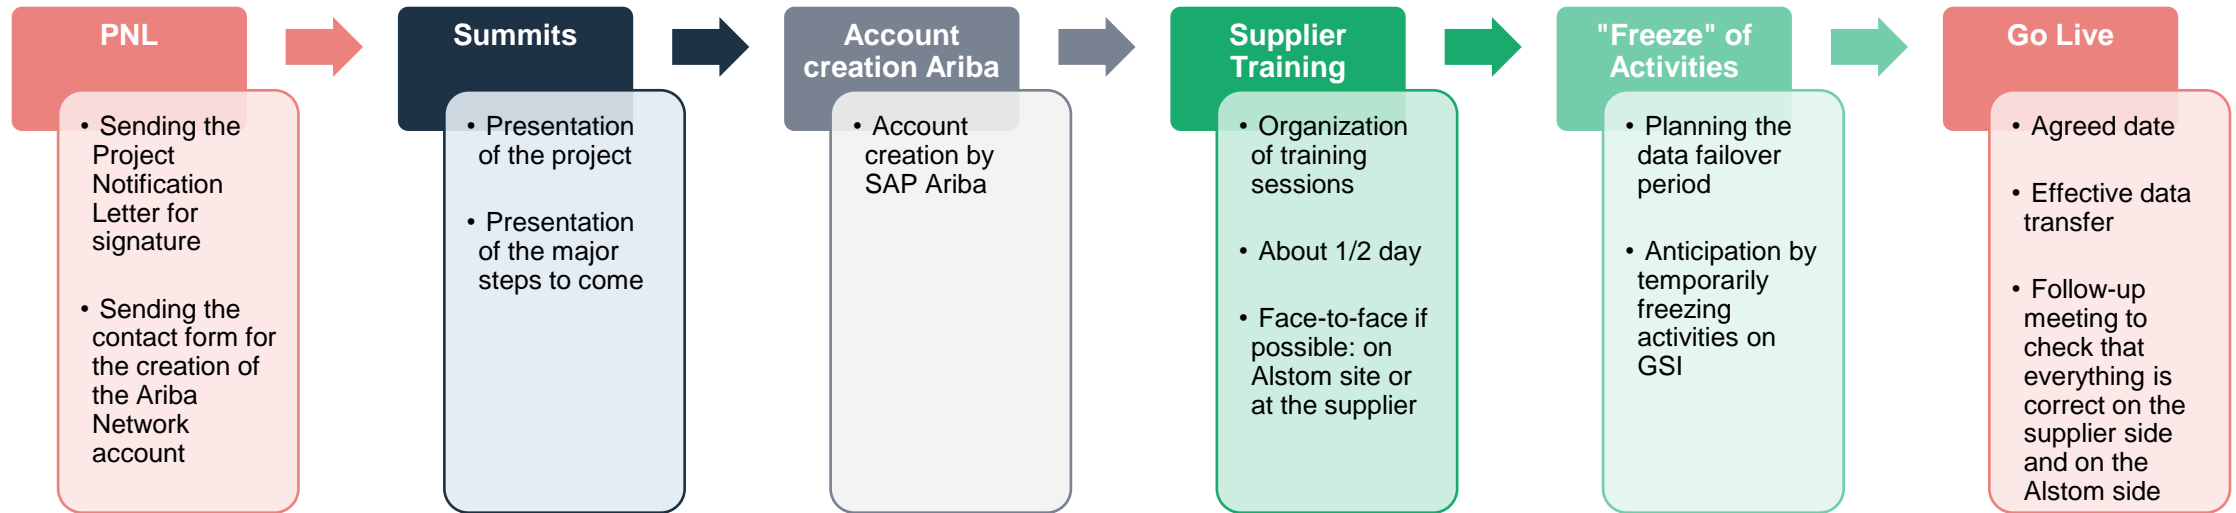 PNL
• Sending the
Project
Notification
Letter for
signature
• Sending the
contact form for
the creation of
the Ariba
Network
account
Summits
• Presentation
of the project
• Presentation
of the major
steps to come
Account
creation Ariba
• Account
creation by
SAP Ariba
Supplier
Training
• Organization
of training
sessions
• About 1/2 day
• Face-to-face if
possible: on
Alstom site or
at the supplier
"Freeze" of
Activities
• Planning the
data failover
period
• Anticipation by
temporarily
freezing
activities on
GSI
Go Live
• Agreed date
• Effective data
transfer
• Follow-up
meeting to
check that
everything is
correct on the
supplier side
and on the
Alstom side